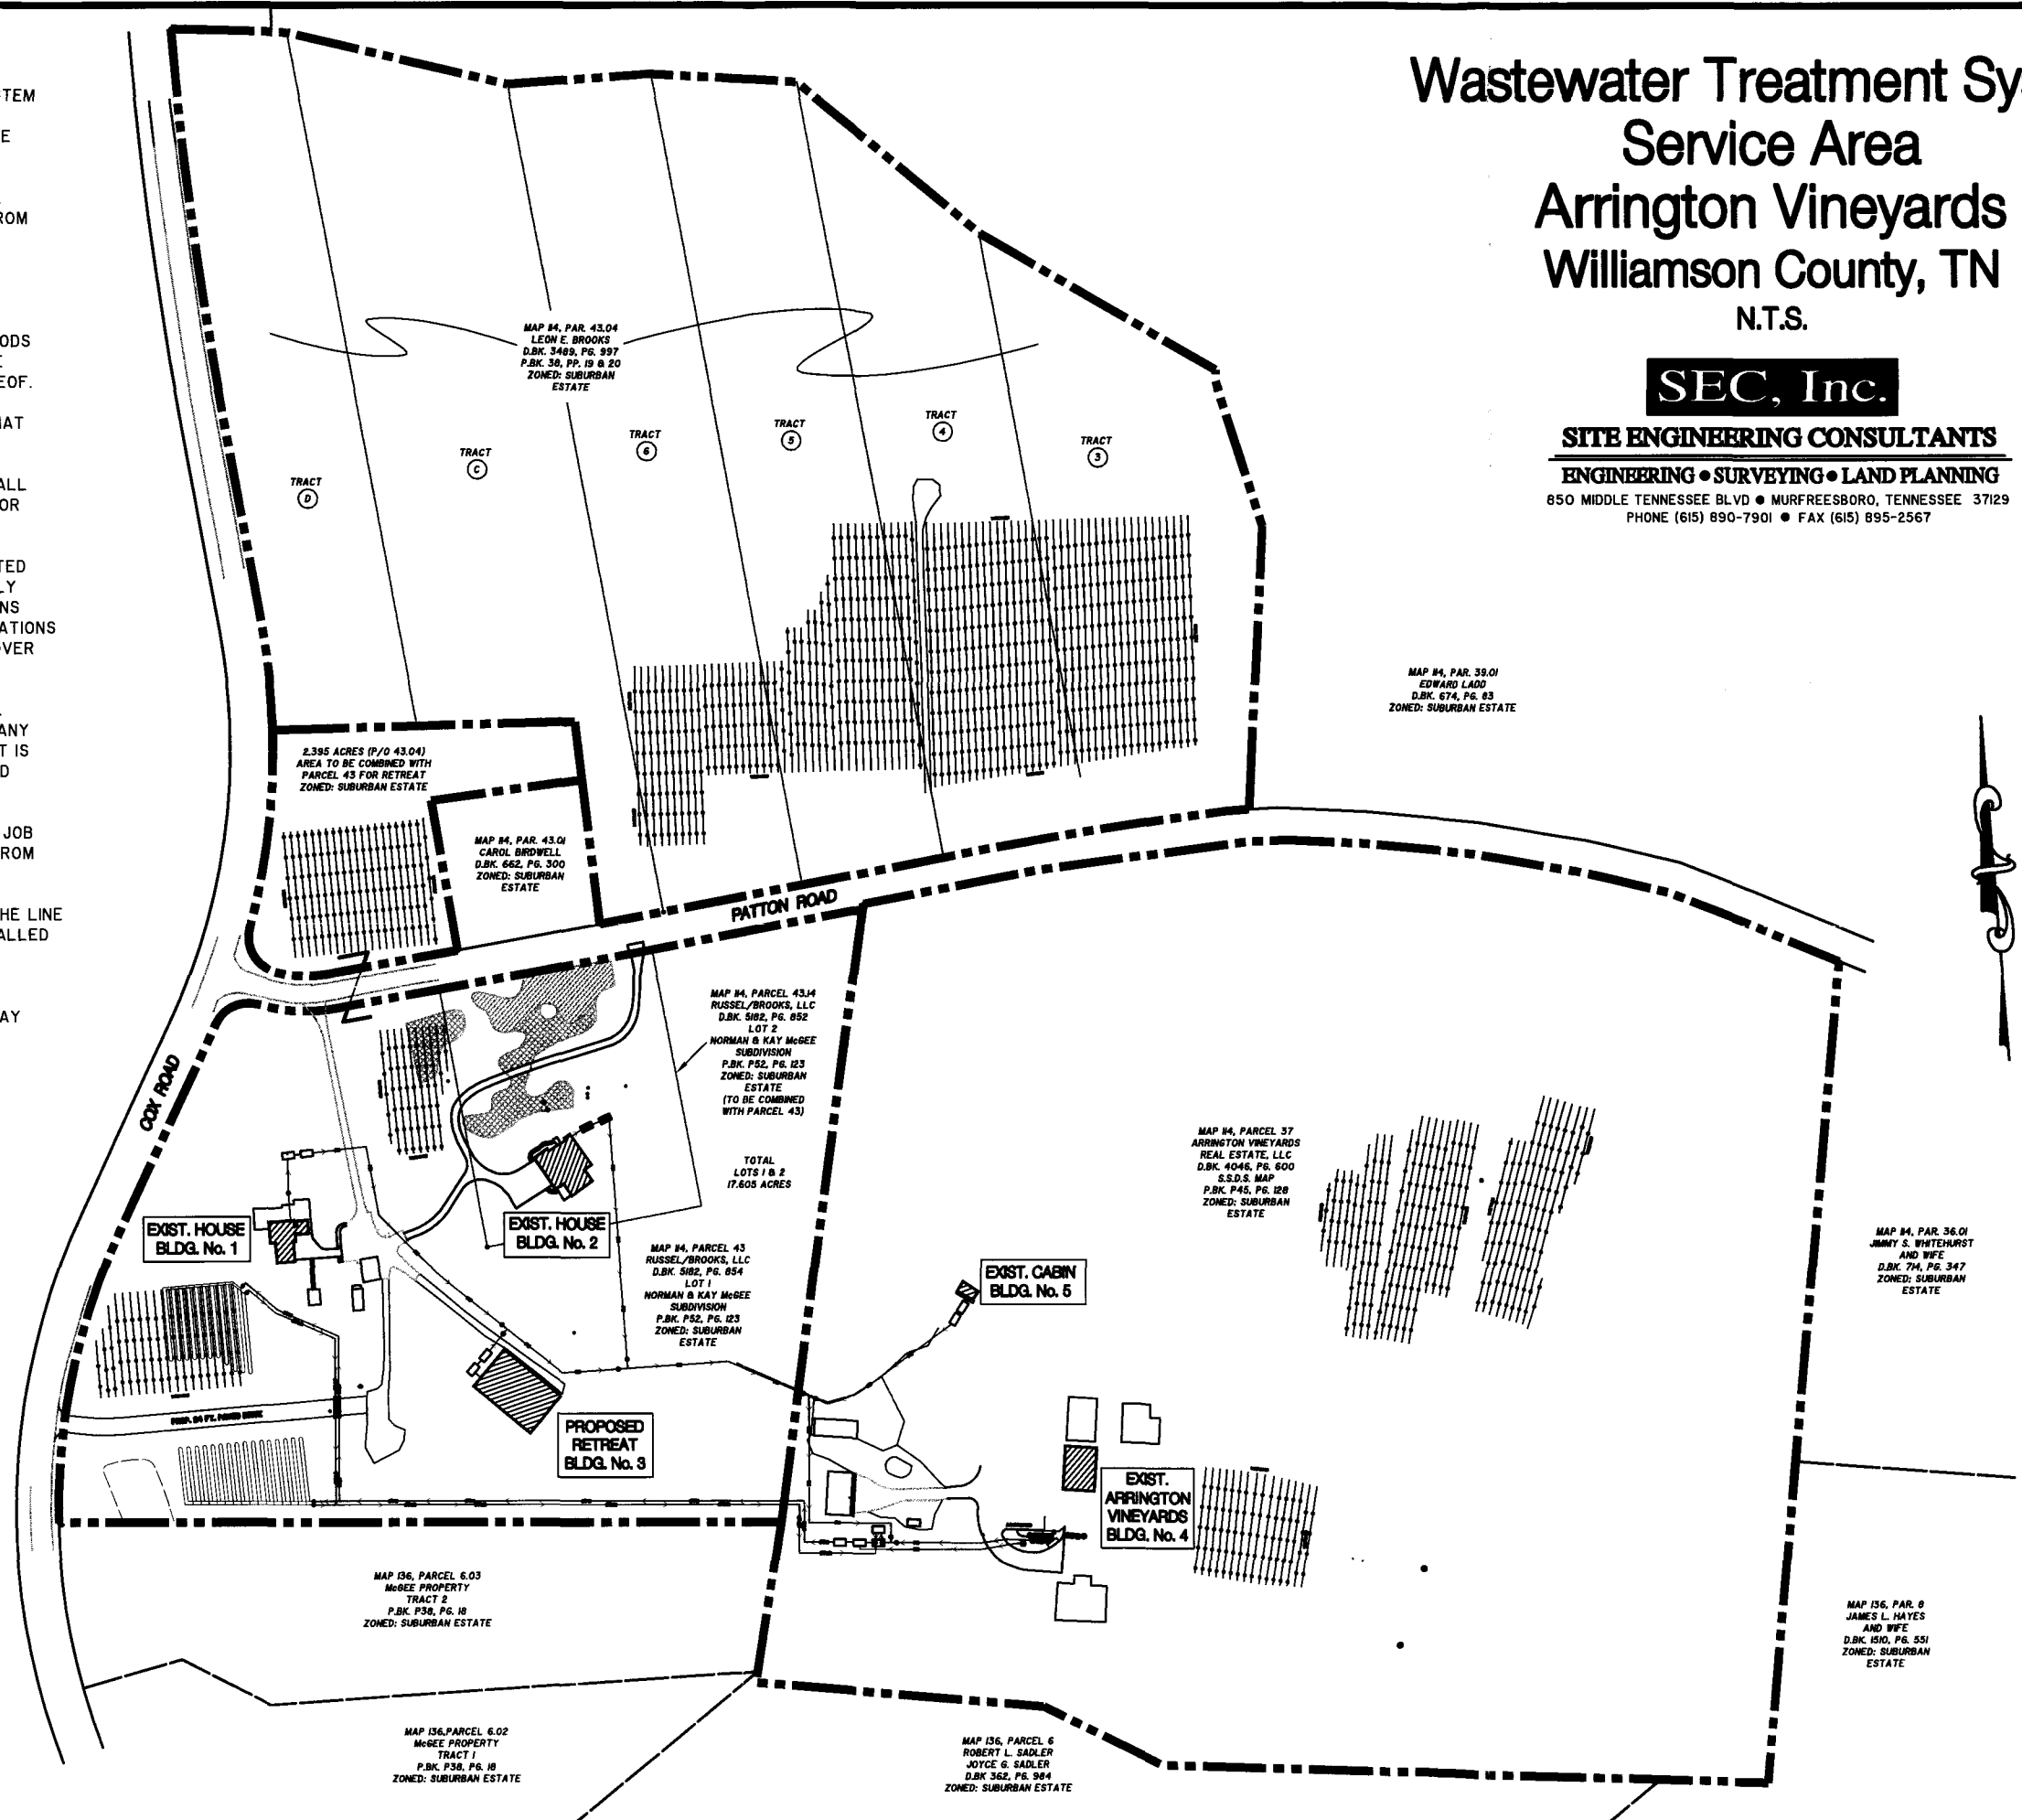 TEM
E
ROM
ODS
EOF.
IAT
ALL
OR
TED
LY
NS
ATIONS
VER
ANY
T IS
D
JOB
ROM
HE LINE
ALLED
AY
Wastewater Treatment Sys
Service Area
Arrington Vineyards
Williamson County, TN
N.T.S.
SEC, Inc.
SITE ENGINEERING CONSULTANTS
ENGINEERING ● SURVEYING ● LAND PLANNING
850 MIDDLE TENNESSEE BLVD ● MURFREESBORO, TENNESSEE 37129
PHONE (615) 890-7901 ● FAX (615) 895-2567
MAP 114, PAR. 43.04
LEON E. BROOKS
D.BK. 3489, PG. 997
P.BK. 38, PP. 19 & 20
ZONED: SUBURBAN
ESTATE
TRACT
D
TRACT
C
TRACT
6
TRACT
5
TRACT
4
TRACT
3
MAP 114, PAR. 39.01
EDWARD LADD
D.BK. 674, PG. 83
ZONED: SUBURBAN ESTATE
2.395 ACRES (P/O 43.04)
AREA TO BE COMBINED WITH
PARCEL 43 FOR RETREAT
ZONED: SUBURBAN ESTATE
MAP 114, PAR. 43.01
CAROL BIRDWELL
D.BK. 662, PG. 300
ZONED: SUBURBAN
ESTATE
PATTON ROAD
COX ROAD
MAP 114, PARCEL 43.14
RUSSEL/BROOKS, LLC
D.BK. 5182, PG. 852
LOT 2
NORMAN & KAY McGEE
SUBDIVISION
P.BK. P52, PG. 123
ZONED: SUBURBAN
ESTATE
(TO BE COMBINED
WITH PARCEL 43)
TOTAL
LOTS 1 & 2
17.605 ACRES
EXIST. HOUSE
BLDG. No. 1
EXIST. HOUSE
BLDG. No. 2
MAP 114, PARCEL 43
RUSSEL/BROOKS, LLC
D.BK. 5182, PG. 854
LOT 1
NORMAN & KAY McGEE
SUBDIVISION
P.BK. P52, PG. 123
ZONED: SUBURBAN
ESTATE
MAP 114, PARCEL 37
ARRINGTON VINEYARDS
REAL ESTATE, LLC
D.BK. 4046, PG. 600
S.S.D.S. MAP
P.BK. P45, PG. 128
ZONED: SUBURBAN
ESTATE
MAP 114, PAR. 36.01
JIMMY S. WHITEHURST
AND WIFE
D.BK. 714, PG. 347
ZONED: SUBURBAN
ESTATE
EXIST. CABIN
BLDG. No. 5
PROPOSED
RETREAT
BLDG. No. 3
EXIST.
ARRINGTON
VINEYARDS
BLDG. No. 4
MAP 136, PARCEL 6.03
McGEE PROPERTY
TRACT 2
P.BK. P38, PG. 18
ZONED: SUBURBAN ESTATE
MAP 136, PAR. 8
JAMES L. HAYES
AND WIFE
D.BK. 1510, PG. 551
ZONED: SUBURBAN
ESTATE
MAP 136, PARCEL 6.02
McGEE PROPERTY
TRACT 1
P.BK. P38, PG. 18
ZONED: SUBURBAN ESTATE
MAP 136, PARCEL 6
ROBERT L. SADLER
JOYCE G. SADLER
D.BK 362, PG. 984
ZONED: SUBURBAN ESTATE